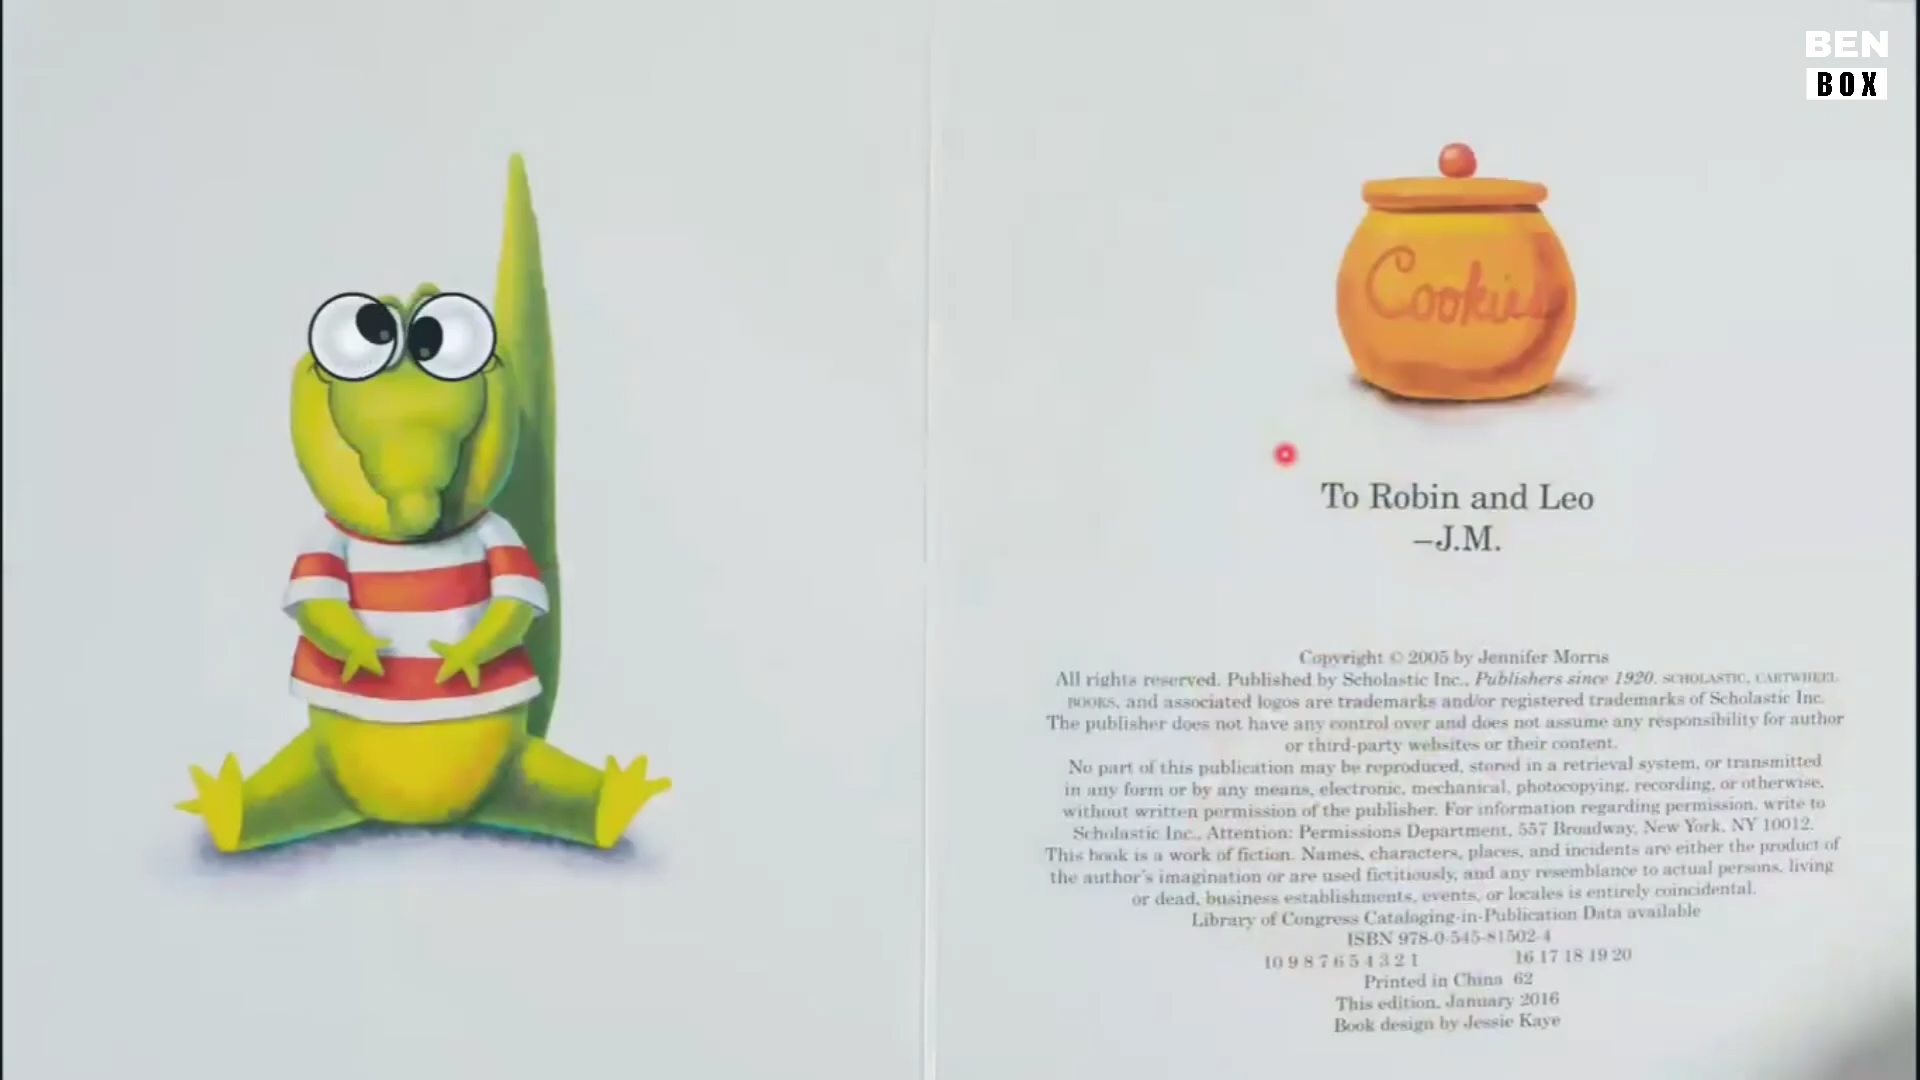 BEN
BOX
Cookies
To Robin and Leo
–J.M.
Copyright © 2005 by Jennifer Morris
All rights reserved. Published by Scholastic Inc., Publishers since 1920. SCHOLASTIC, CARTWHEEL
BOOKS, and associated logos are trademarks and/or registered trademarks of Scholastic Inc.
The publisher does not have any control over and does not assume any responsibility for author
or third-party websites or their content.
No part of this publication may be reproduced, stored in a retrieval system, or transmitted
in any form or by any means, electronic, mechanical, photocopying, recording, or otherwise,
without written permission of the publisher. For information regarding permission, write to
Scholastic Inc., Attention: Permissions Department, 557 Broadway, New York, NY 10012.
This book is a work of fiction. Names, characters, places, and incidents are either the product of
the author's imagination or are used fictitiously, and any resemblance to actual persons, living
or dead, business establishments, events, or locales is entirely coincidental.
Library of Congress Cataloging-in-Publication Data available
ISBN 978-0-545-81502-4
10 9 8 7 6 5 4 3 2 1 16 17 18 19 20
Printed in China 62
This edition, January 2016
Book design by Jessie Kaye